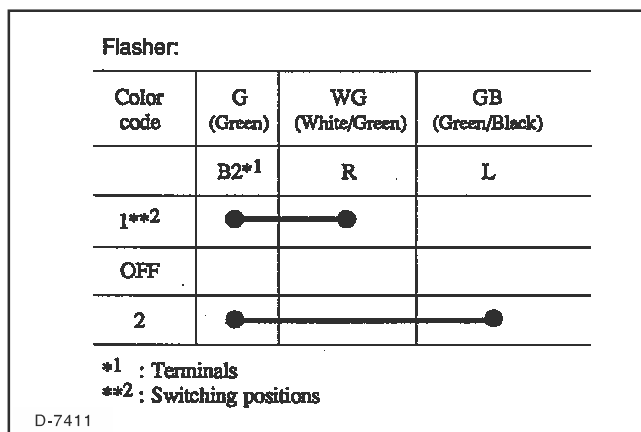 Flasher:
Color code G (Green) WG (White/Green) GB (Green/Black)
B2*1 R L
1**2
OFF
2
*1 : Terminals
**2 : Switching positions
D-7411